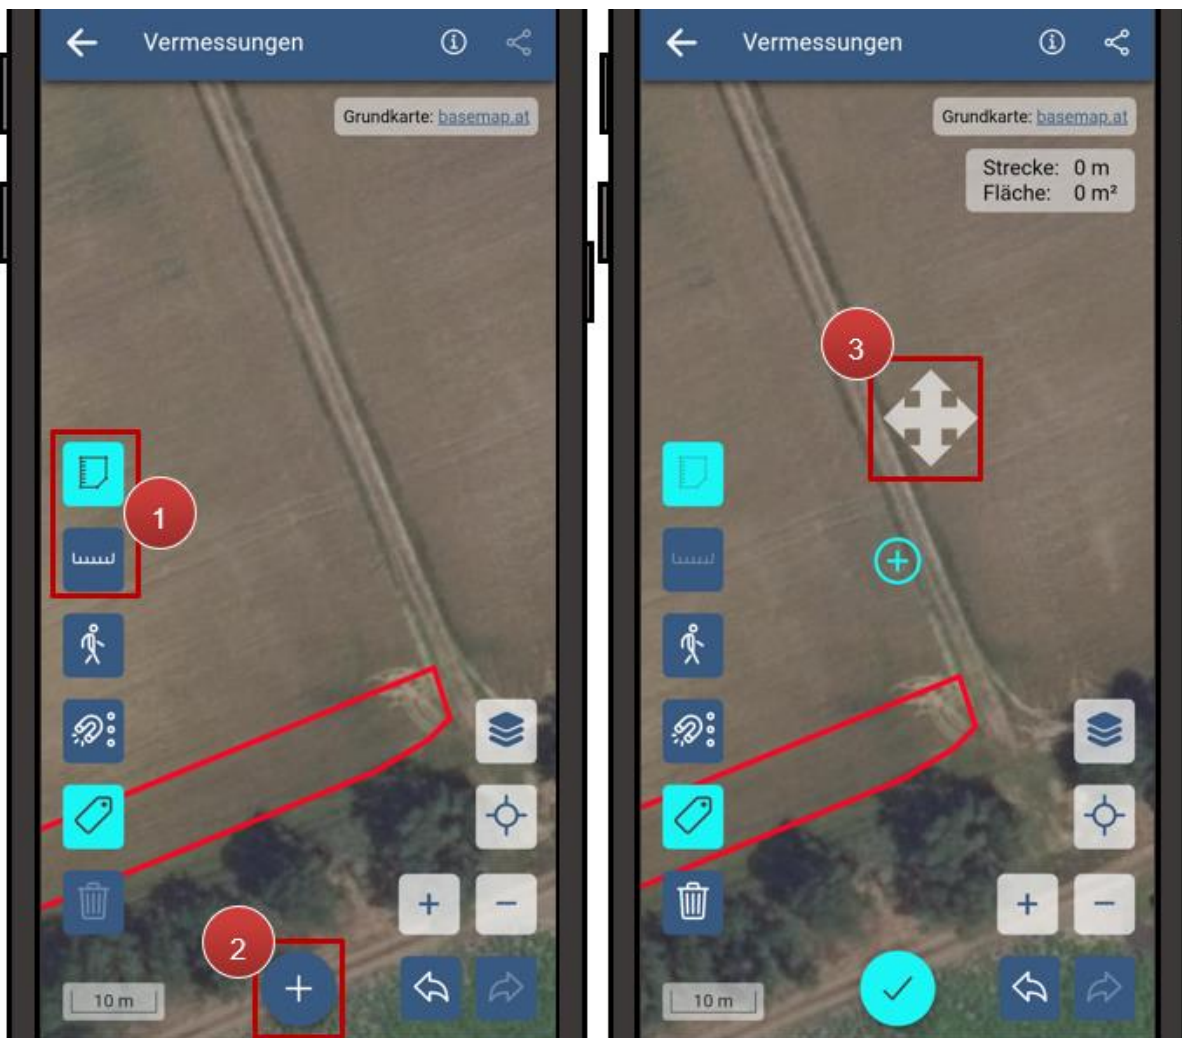 Vermessungen
Grundkarte: basemap.at
1
2
10 m
Vermessungen
Grundkarte: basemap.at
Strecke: 0 m
Fläche: 0 m²
3
10 m